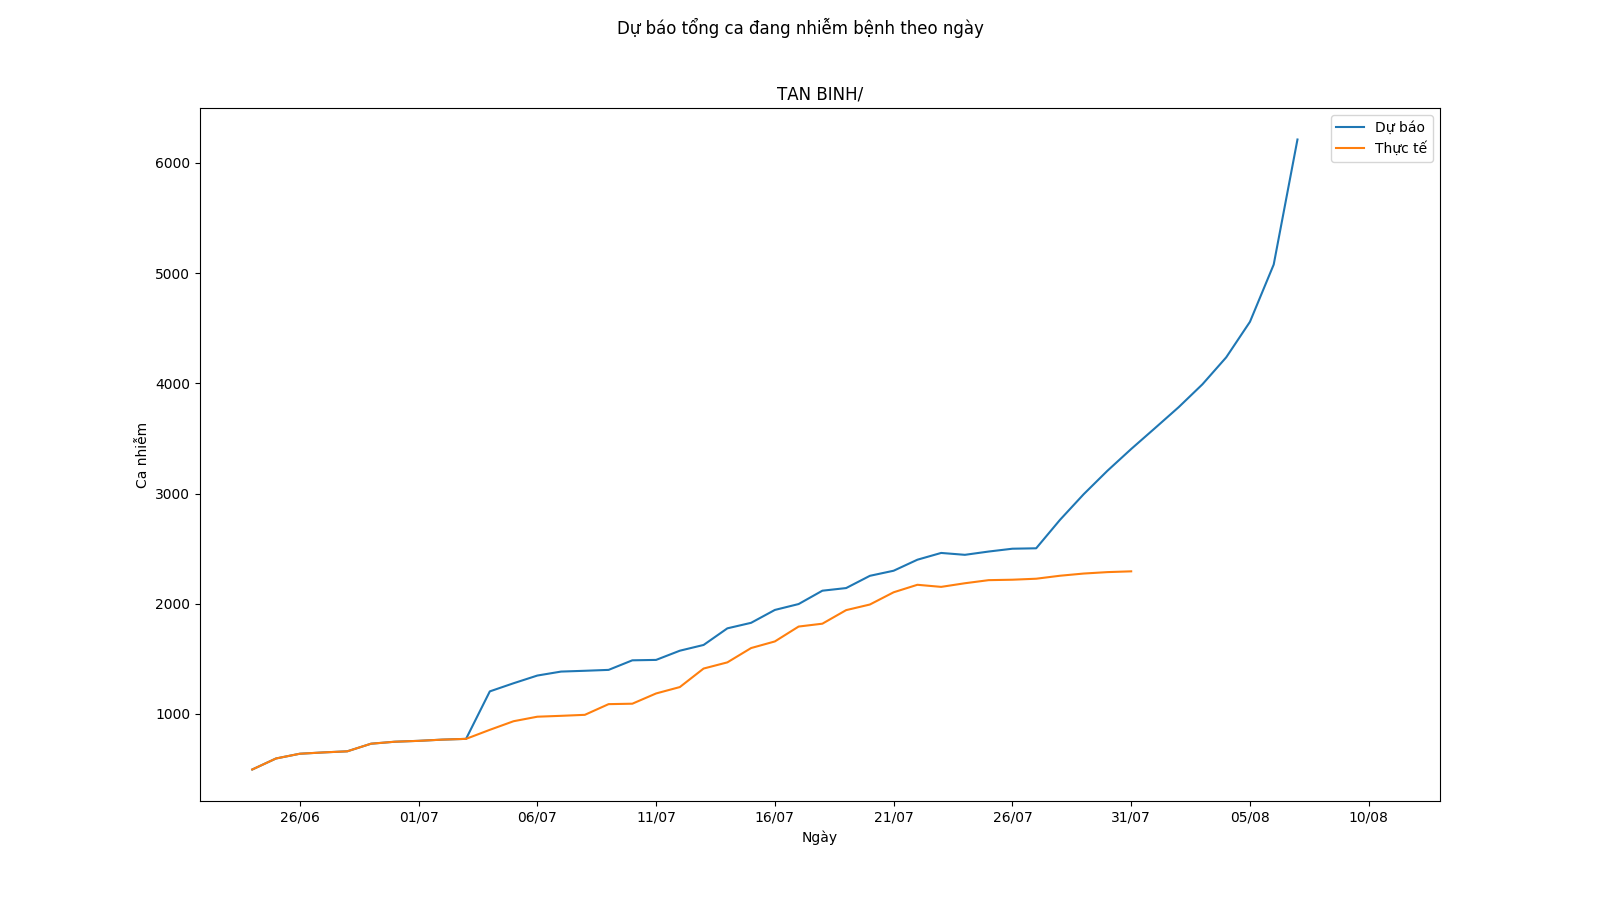 Dự báo tổng ca đang nhiễm bệnh theo ngày
TAN BINH/
Dự báo
Thực tế
6000
5000
4000
3000
2000
1000
Ca nhiễm
26/06
01/07
06/07
11/07
16/07
21/07
26/07
31/07
05/08
10/08
Ngày